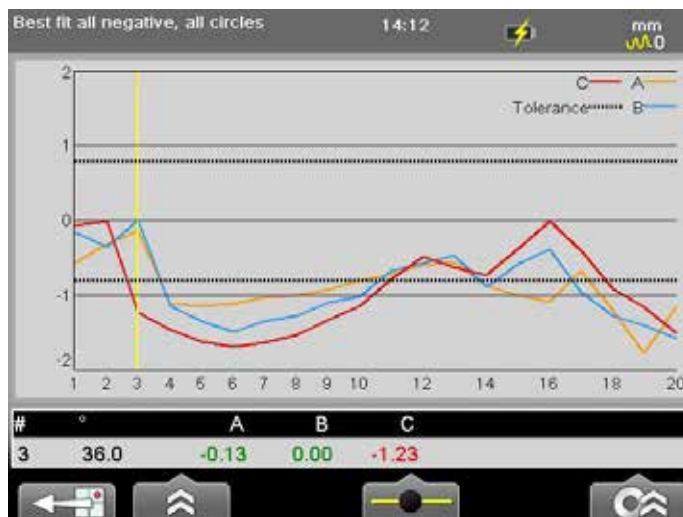 Best fit all negative, all circles 14:12 mm
0
2
C A
Tolerance B
1
0
-1
-2
1 2 3 4 5 6 7 8 9 10 12 14 16 18 20
# ° A B C
3 36.0 -0.13 0.00 -1.23